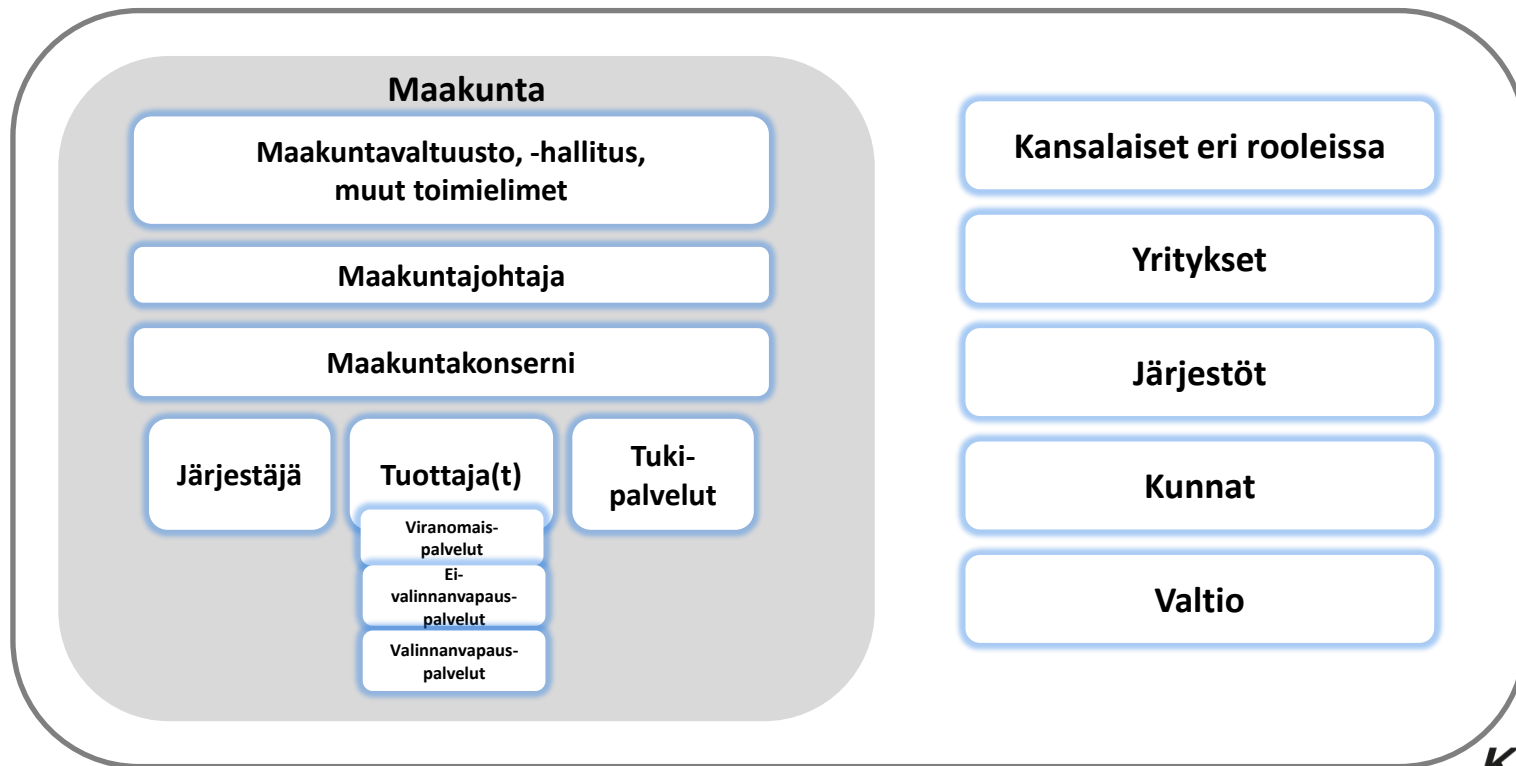 Maakunta
Maakuntavaltuusto, -hallitus,
muut toimielimet
Maakuntajohtaja
Maakuntakonserni
Järjestäjä
Tuottaja(t)
Tuki-
palvelut
Viranomais-
palvelut
Ei-
valinnanvapaus-
palvelut
Valinnanvapaus-
palvelut
Kansalaiset eri rooleissa
Yritykset
Järjestöt
Kunnat
Valtio